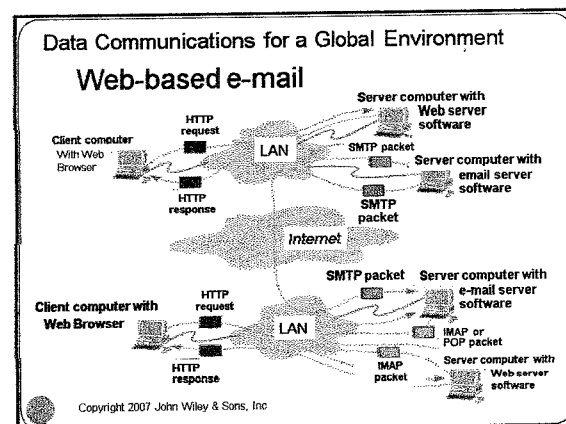 Data Communications for a Global Environment
Web-based e-mail
Client computer
With Web
Browser
HTTP
request
HTTP
response
LAN
Server computer with
Web server
software
SMTP packet
Server computer with
email server
software
SMTP
packet
Internet
Client computer with
Web Browser
HTTP
request
HTTP
response
LAN
SMTP packet
Server computer with
e-mail server
software
IMAP or
POP packet
IMAP
packet
Server computer with
Web server
software
Copyright 2007 John Wiley & Sons, Inc